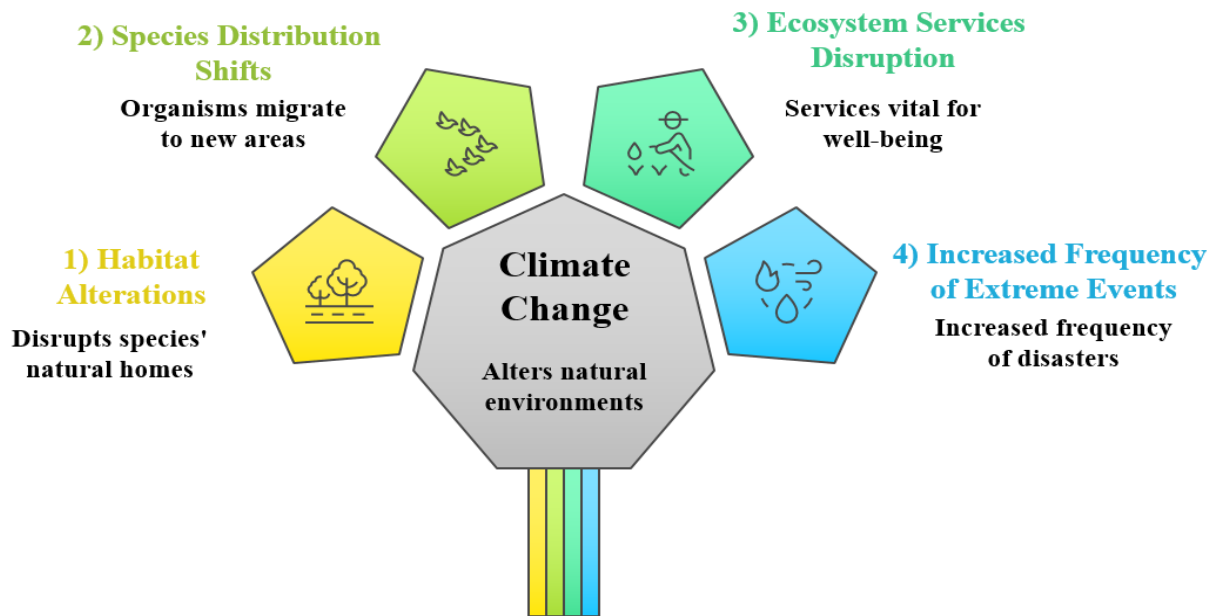 1) Habitat
Alterations
Disrupts species'
natural homes
2) Species Distribution
Shifts
Organisms migrate
to new areas
3) Ecosystem Services
Disruption
Services vital for
well-being
4) Increased Frequency
of Extreme Events
Increased frequency
of disasters
Climate
Change
Alters natural
environments